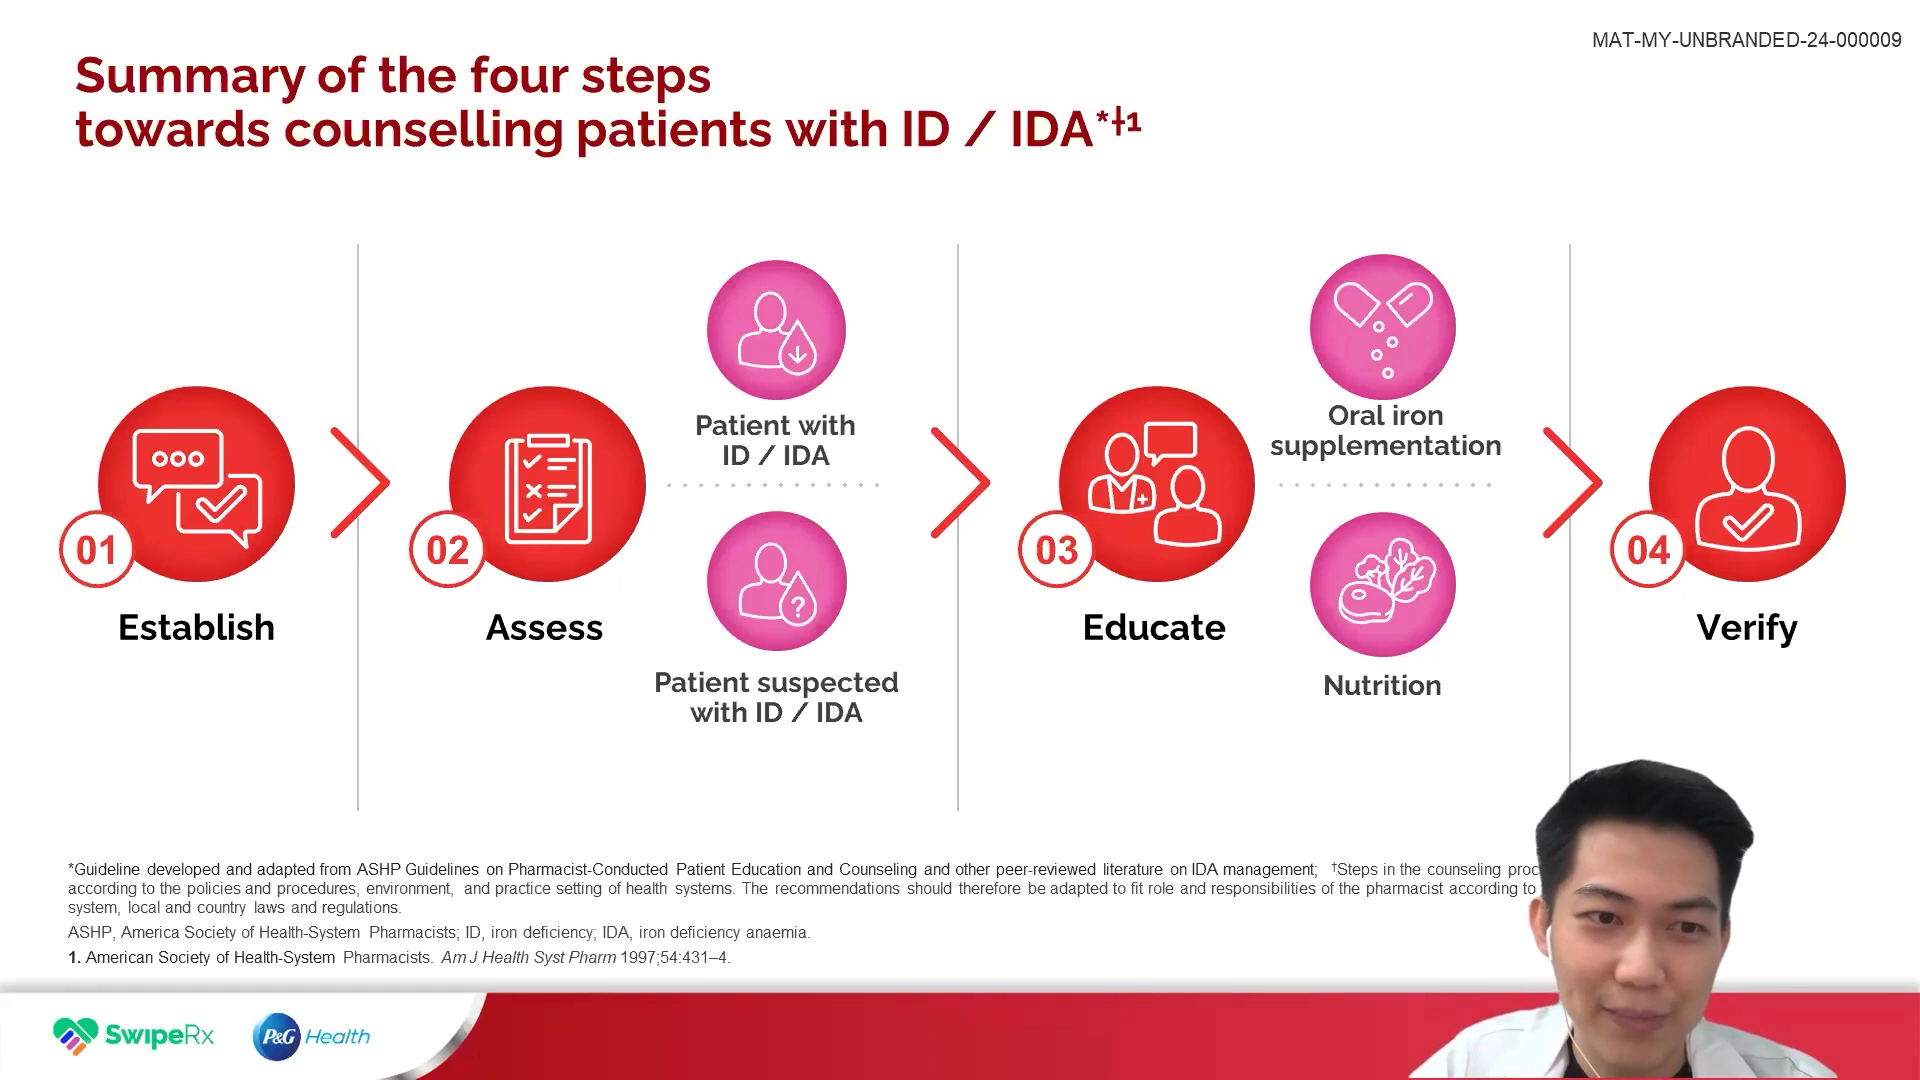 MAT-MY-UNBRANDED-24-000009
Summary of the four steps
towards counselling patients with ID / IDA*†1
01
Establish
02
Assess
Patient with
ID / IDA
Patient suspected
with ID / IDA
03
Educate
Oral iron
supplementation
Nutrition
04
Verify
*Guideline developed and adapted from ASHP Guidelines on Pharmacist-Conducted Patient Education and Counseling and other peer-reviewed literature on IDA management; †Steps in the counseling
according to the policies and procedures, environment, and practice setting of health systems. The recommendations should therefore be adapted to fit role and responsibilities of the pharmacist according to
system, local and country laws and regulations.
ASHP, America Society of Health-System Pharmacists; ID, iron deficiency; IDA, iron deficiency anaemia.
1. American Society of Health-System Pharmacists. Am J Health Syst Pharm 1997;54:431–4.
SwipeRx
P&G Health